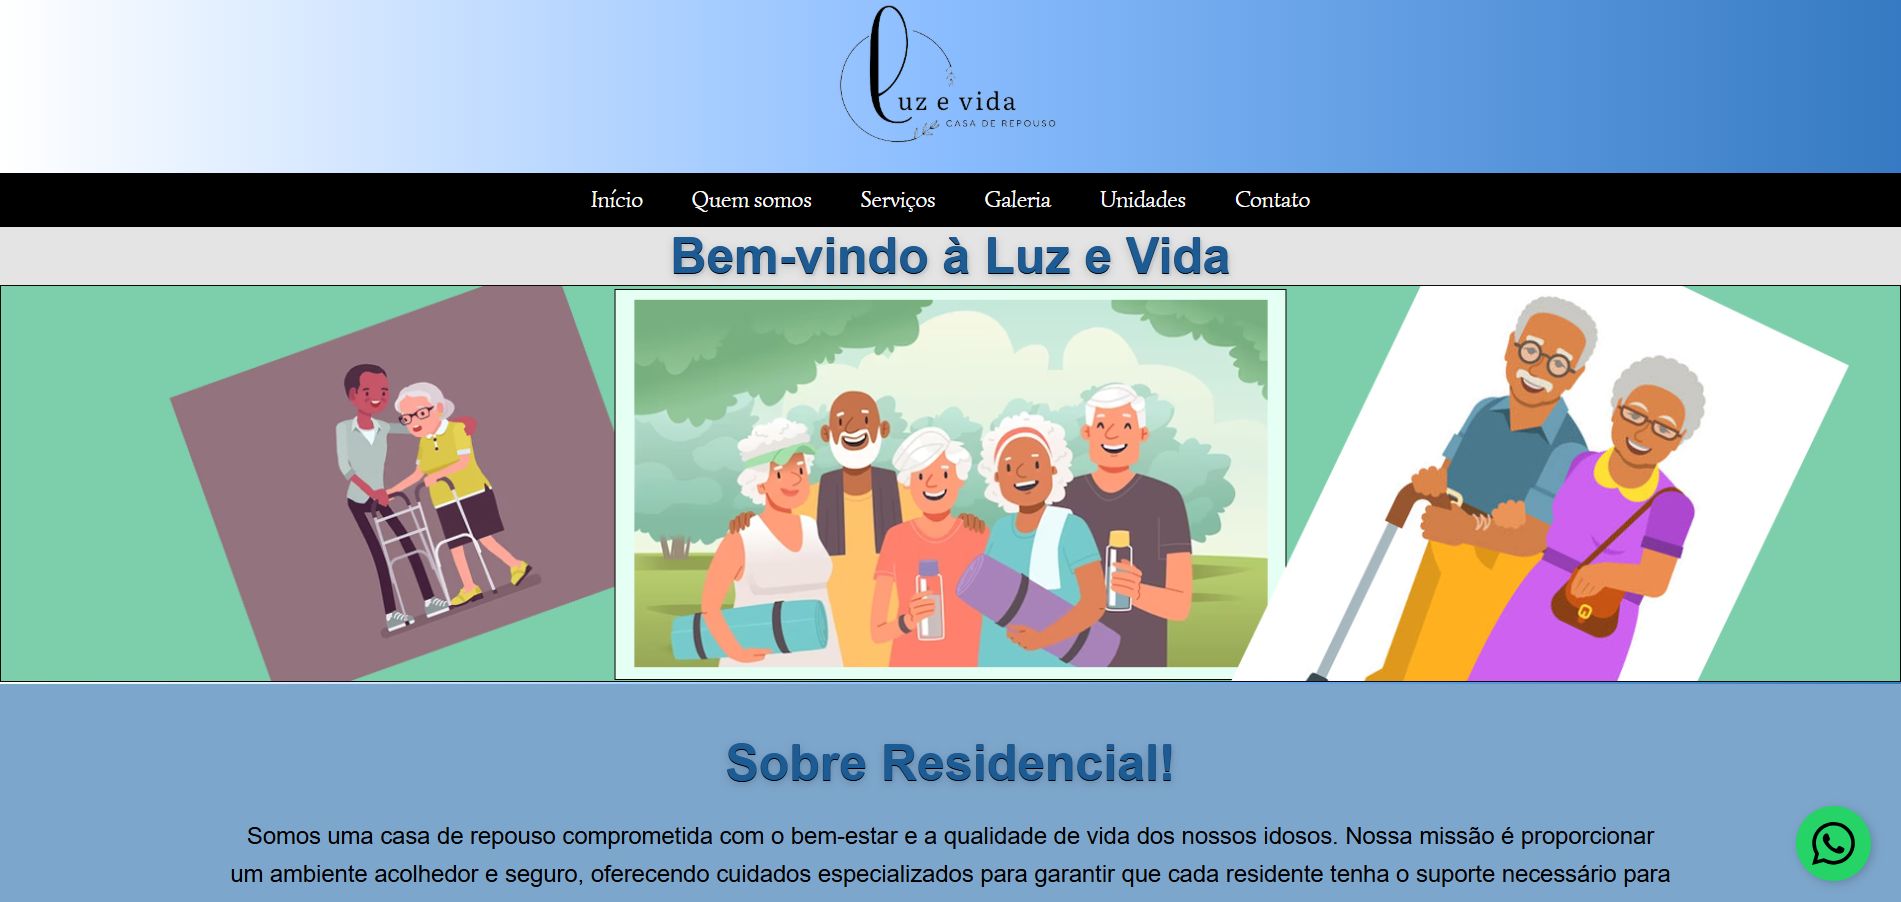 Luz e vida
CASA DE REPOUSO
Início Quem somos Serviços Galeria Unidades Contato
Bem-vindo à Luz e Vida
Sobre Residencial!
Somos uma casa de repouso comprometida com o bem-estar e a qualidade de vida dos nossos idosos. Nossa missão é proporcionar
um ambiente acolhedor e seguro, oferecendo cuidados especializados para garantir que cada residente tenha o suporte necessário para